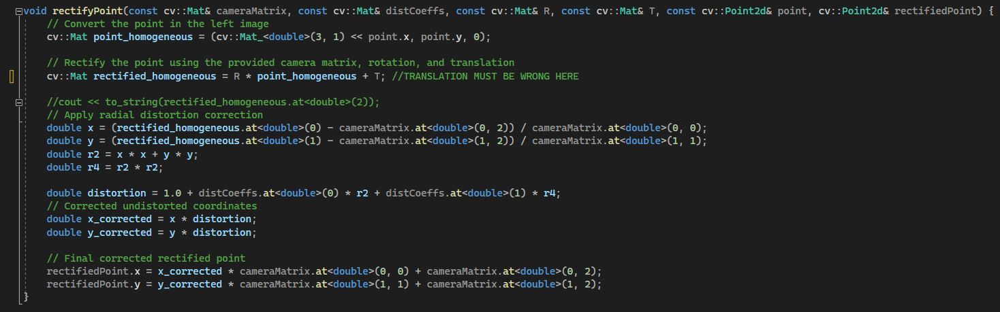 void rectifyPoint(const cv::Mat& cameraMatrix, const cv::Mat& distCoeffs, const cv::Mat& R, const cv::Mat& T, const cv::Point2d& point, cv::Point2d& rectifiedPoint) {
// Convert the point in the left image
cv::Mat point_homogeneous = (cv::Mat_<double>(3, 1) << point.x, point.y, 0);
// Rectify the point using the provided camera matrix, rotation, and translation
cv::Mat rectified_homogeneous = R * point_homogeneous + T; //TRANSLATION MUST BE WRONG HERE
//cout << to_string(rectified_homogeneous.at<double>(2));
// Apply radial distortion correction
double x = (rectified_homogeneous.at<double>(0) - cameraMatrix.at<double>(0, 2)) / cameraMatrix.at<double>(0, 0);
double y = (rectified_homogeneous.at<double>(1) - cameraMatrix.at<double>(1, 2)) / cameraMatrix.at<double>(1, 1);
double r2 = x * x + y * y;
double r4 = r2 * r2;
double distortion = 1.0 + distCoeffs.at<double>(0) * r2 + distCoeffs.at<double>(1) * r4;
// Corrected undistorted coordinates
double x_corrected = x * distortion;
double y_corrected = y * distortion;
// Final corrected rectified point
rectifiedPoint.x = x_corrected * cameraMatrix.at<double>(0, 0) + cameraMatrix.at<double>(0, 2);
rectifiedPoint.y = y_corrected * cameraMatrix.at<double>(1, 1) + cameraMatrix.at<double>(1, 2);
}